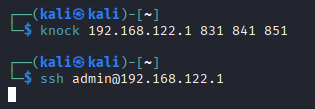 ┌──(kali㉿kali)-[~]
└─$ knock 192.168.122.1 831 841 851
┌──(kali㉿kali)-[~]
└─$ ssh admin@192.168.122.1